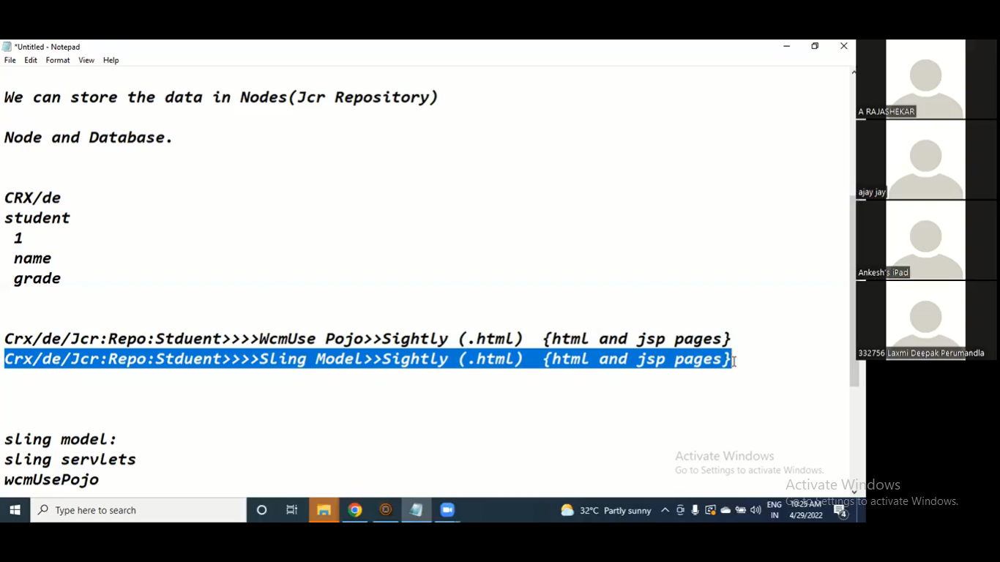 *Untitled - Notepad
File Edit Format View Help
We can store the data in Nodes(Jcr Repository)
Node and Database.
CRX/de
student
1
name
grade
Crx/de/Jcr:Repo:Stduent>>>>WcmUse Pojo>>Sightly (.html) {html and jsp pages}
Crx/de/Jcr:Repo:Stduent>>>>Sling Model>>Sightly (.html) {html and jsp pages}
sling model:
sling servlets
wcmUsePojo
A RAJASHEKAR
ajay jay
Ankesh's iPad
332756 Laxmi Deepak Perumandla
Activate Windows
Go to Settings to activate Windows.
Activate Windows
Go to Settings to activate Windows.
Type here to search
32°C Partly sunny
ENG
IN
10:25 AM
4/29/2022
4